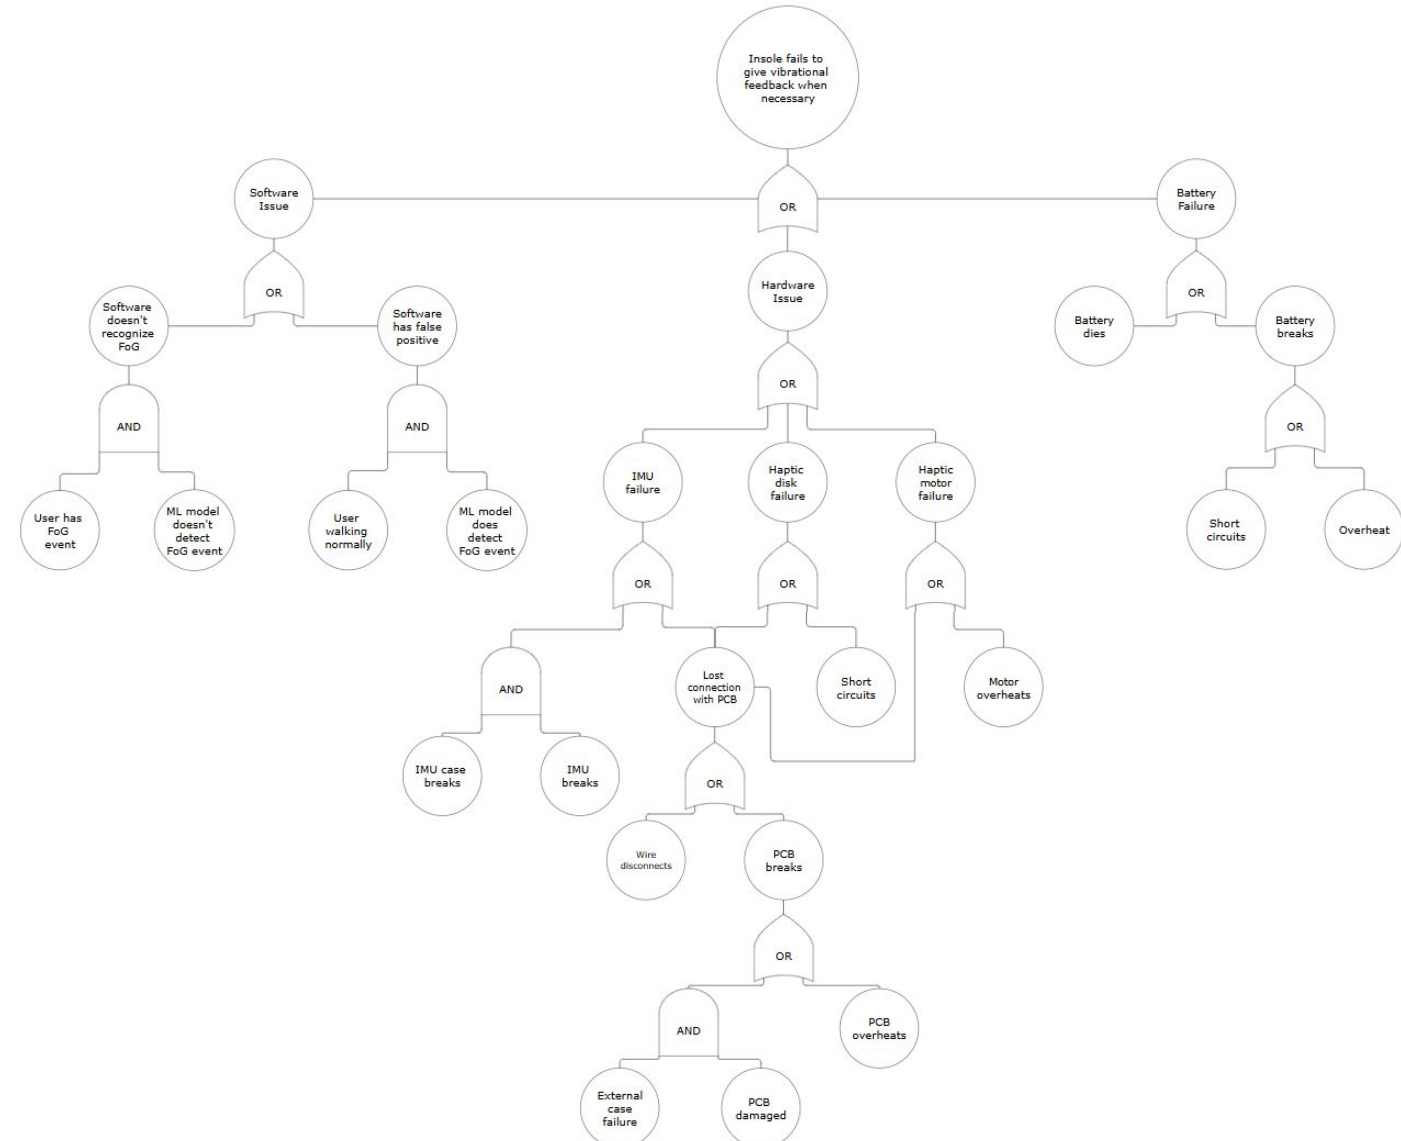 Insole fails to
give vibrational
feedback when
necessary
Software
Issue
OR
Battery
Failure
OR
Hardware
Issue
OR
Software
doesn't
recognize
FoG
Software
has false
positive
Battery
dies
Battery
breaks
OR
AND
AND
OR
User has
FoG
event
ML model
doesn't
detect
FoG event
User
walking
normally
ML model
does
detect
FoG event
IMU
failure
Haptic
disk
failure
Haptic
motor
failure
Short
circuits
Overheat
OR
OR
OR
AND
Lost
connection
with PCB
Short
circuits
Motor
overheats
IMU case
breaks
IMU
breaks
OR
Wire
disconnects
PCB
breaks
OR
AND
PCB
overheats
External
case
failure
PCB
damaged